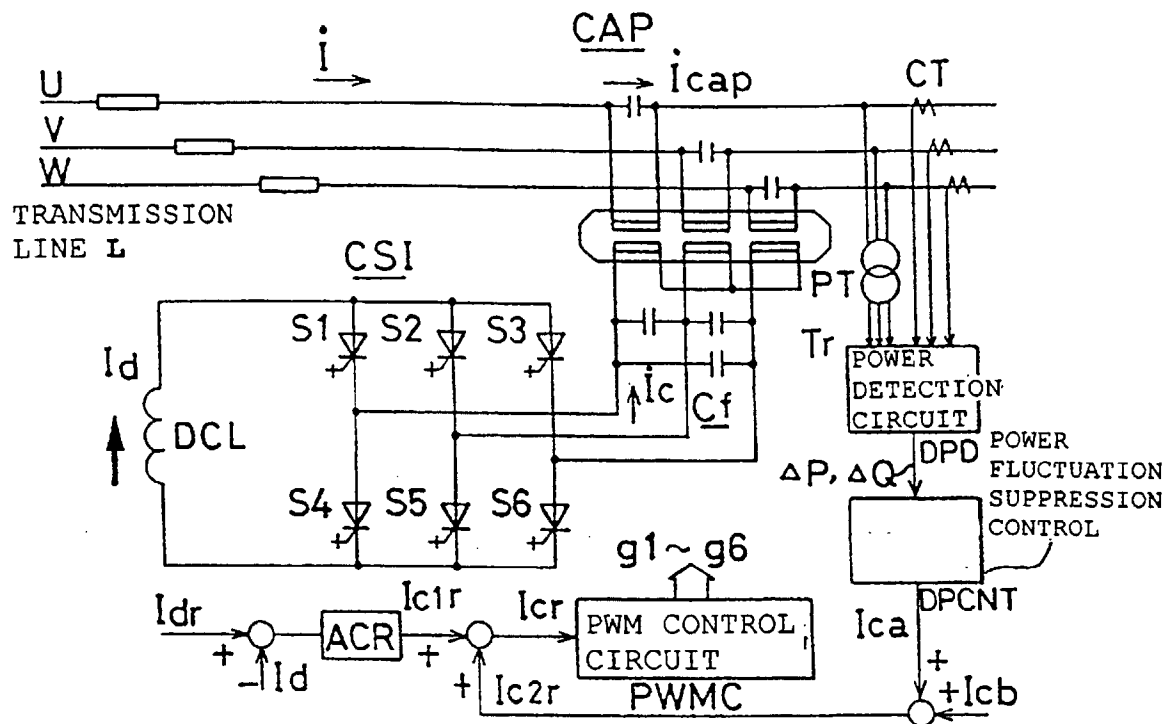 CAP
i
icap
CT
U
V
W
TRANSMISSION
LINE L
CSI
PT
S1
S2
S3
Tr
Id
POWER
DETECTION
CIRCUIT
ic
Cf
DCL
DPD
POWER
FLUCTUATION
SUPPRESSION
CONTROL
ΔP, ΔQ
S4
S5
S6
+
+
+
+
+
+
g1~g6
DPCNT
Idr
Ic1r
Icr
Ica
ACR
PWM CONTROL
CIRCUIT
+
+
+
- Id
+
Ic2r
PWMC
+ Icb